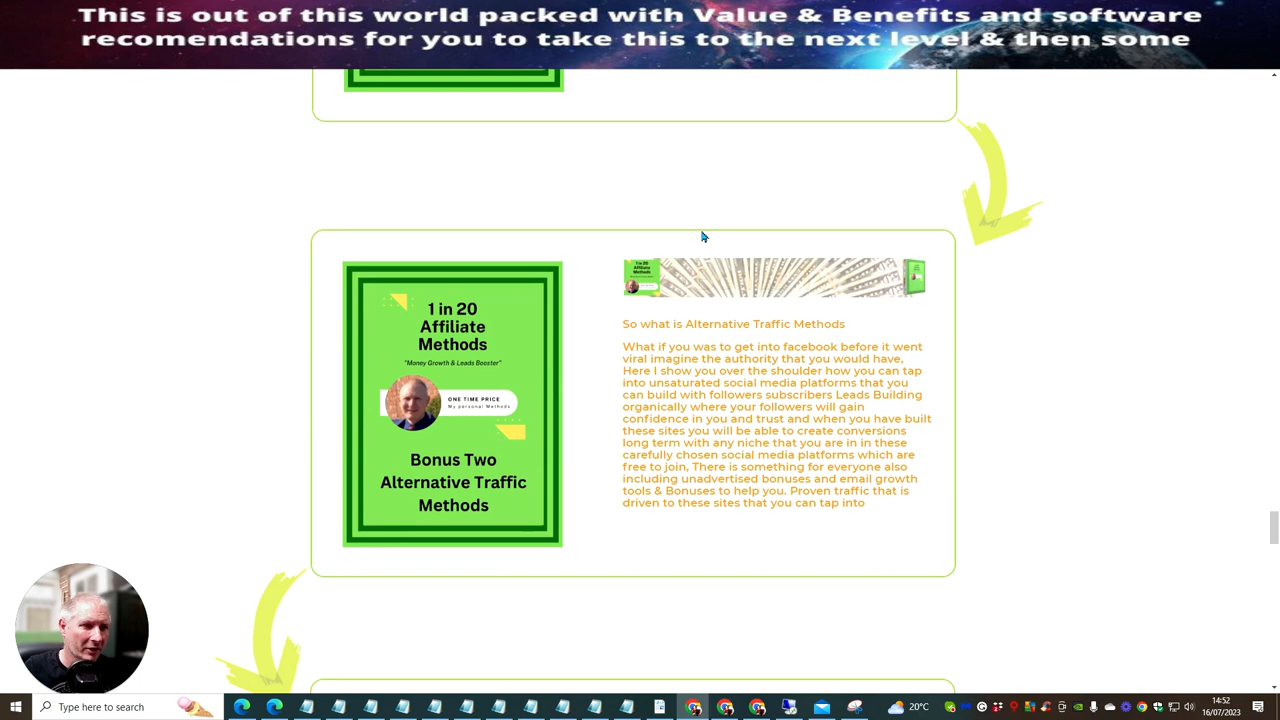 This is out of this world packed with Value & Benefits and software
recomendations for you to take this to the next level & then some
1 in 20
Affiliate
Methods
"Money Growth & Leads Booster"
ONE TIME PRICE
My personal Methods
Bonus Two
Alternative Traffic
Methods
1 in 20
Affiliate
Methods
So what is Alternative Traffic Methods
What if you was to get into facebook before it went
viral imagine the authority that you would have,
Here I show you over the shoulder how you can tap
into unsaturated social media platforms that you
can build with followers subscribers Leads Building
organically where your followers will gain
confidence in you and trust and when you have built
these sites you will be able to create conversions
long term with any niche that you are in in these
carefully chosen social media platforms which are
free to join, There is something for everyone also
including unadvertised bonuses and email growth
tools & Bonuses to help you. Proven traffic that is
driven to these sites that you can tap into
Type here to search
20°C
14:52
16/07/2023